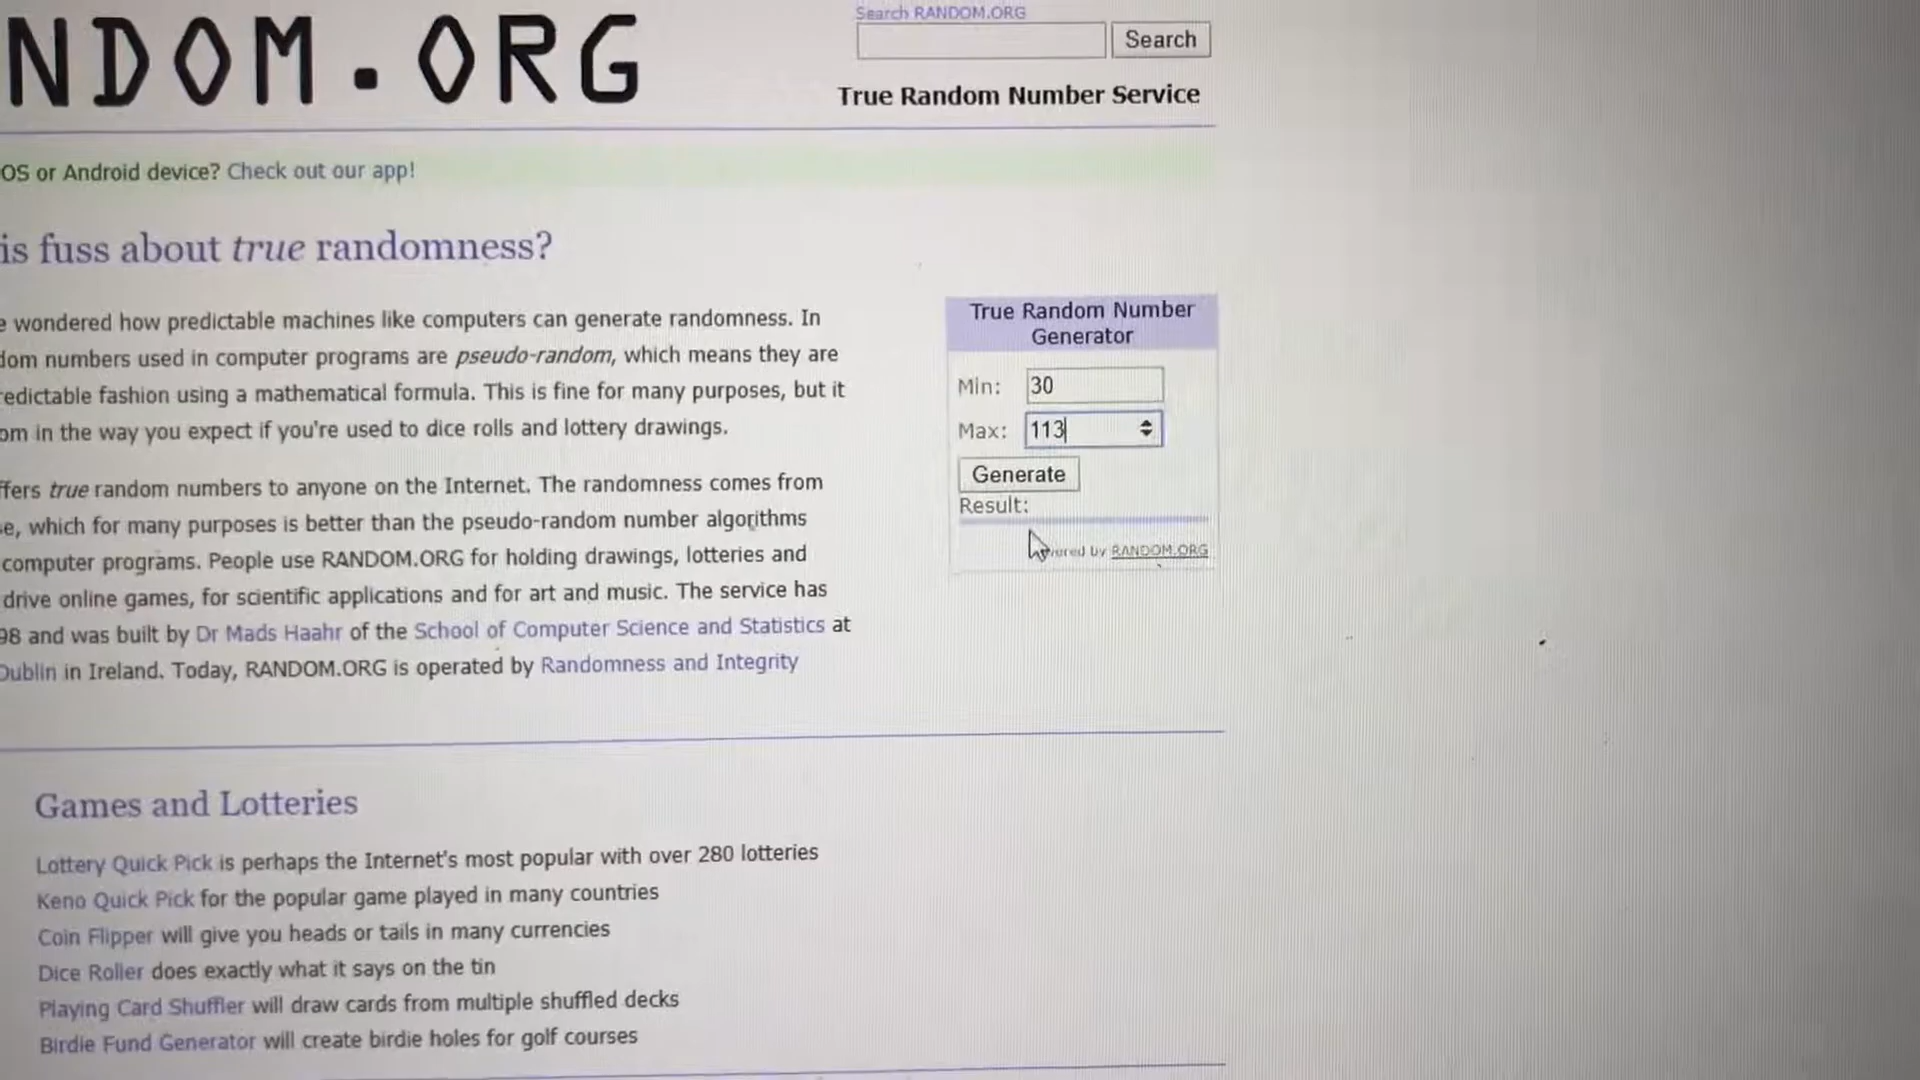 NDOM.ORG
Search RANDOM.ORG
Search
True Random Number Service
OS or Android device? Check out our app!
is fuss about true randomness?
e wondered how predictable machines like computers can generate randomness. In
dom numbers used in computer programs are pseudo-random, which means they are
redictable fashion using a mathematical formula. This is fine for many purposes, but it
om in the way you expect if you're used to dice rolls and lottery drawings.
ffers true random numbers to anyone on the Internet. The randomness comes from
se, which for many purposes is better than the pseudo-random number algorithms
computer programs. People use RANDOM.ORG for holding drawings, lotteries and
drive online games, for scientific applications and for art and music. The service has
98 and was built by Dr Mads Haahr of the School of Computer Science and Statistics at
Dublin in Ireland. Today, RANDOM.ORG is operated by Randomness and Integrity
True Random Number
Generator
Min: 30
Max: 113
Generate
Result:
ered by RANDOM.ORG
Games and Lotteries
Lottery Quick Pick is perhaps the Internet's most popular with over 280 lotteries
Keno Quick Pick for the popular game played in many countries
Coin Flipper will give you heads or tails in many currencies
Dice Roller does exactly what it says on the tin
Playing Card Shuffler will draw cards from multiple shuffled decks
Birdie Fund Generator will create birdie holes for golf courses